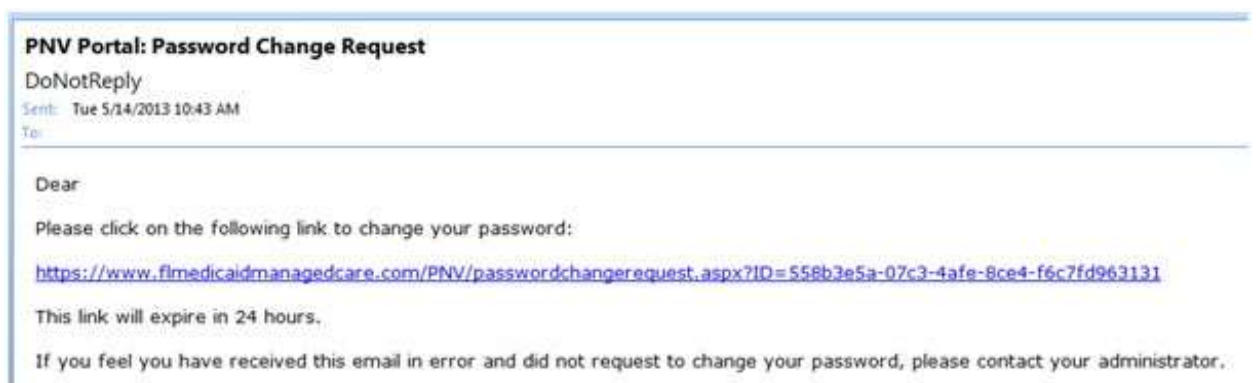 PNV Portal: Password Change Request
DoNotReply
Sent: Tue 5/14/2013 10:43 AM
To:
Dear
Please click on the following link to change your password:
https://www.flmedicaidmanagedcare.com/PNV/passwordchangerequest.aspx?ID=558b3e5a-07c3-4afe-8ce4-f6c7fd963131
This link will expire in 24 hours.
If you feel you have received this email in error and did not request to change your password, please contact your administrator.